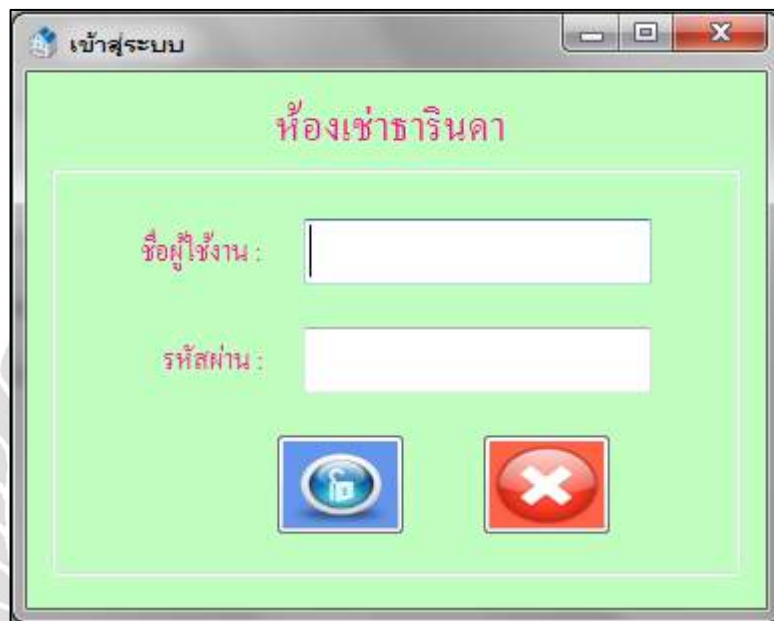 เข้าสู่ระบบ
ห้องเช่าธารินดา
ชื่อผู้ใช้งาน :
รหัสผ่าน :